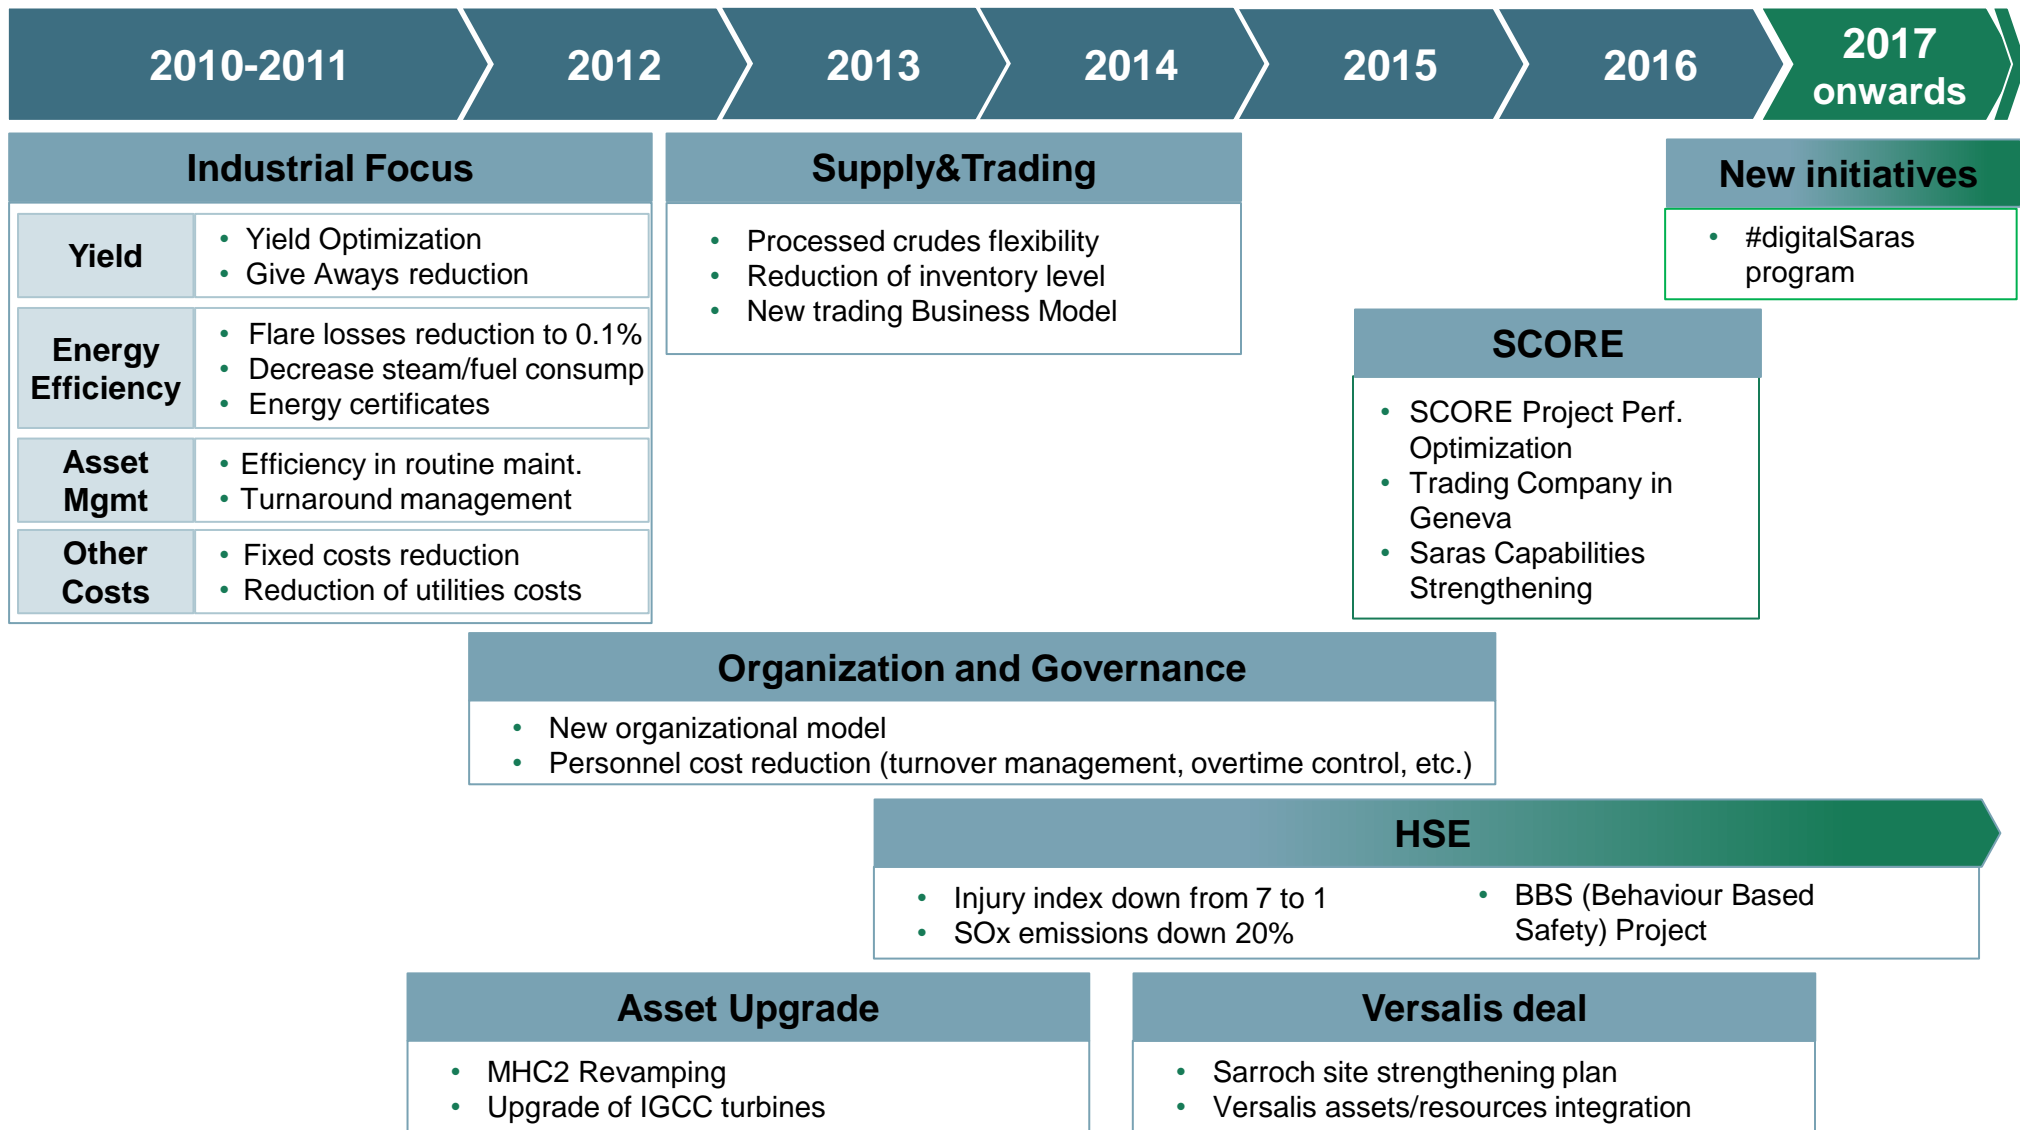 2010-2011
2012
2013
2014
2015
2016
2017
onwards
Industrial Focus
Yield
• Yield Optimization
• Give Aways reduction
Energy
Efficiency
• Flare losses reduction to 0.1%
• Decrease steam/fuel consump
• Energy certificates
Asset
Mgmt
• Efficiency in routine maint.
• Turnaround management
Other
Costs
• Fixed costs reduction
• Reduction of utilities costs
Supply&Trading
• Processed crudes flexibility
• Reduction of inventory level
• New trading Business Model
New initiatives
• #digitalSaras
program
SCORE
• SCORE Project Perf.
Optimization
• Trading Company in
Geneva
• Saras Capabilities
Strengthening
Organization and Governance
• New organizational model
• Personnel cost reduction (turnover management, overtime control, etc.)
HSE
• Injury index down from 7 to 1
• SOx emissions down 20%
• BBS (Behaviour Based
Safety) Project
Asset Upgrade
• MHC2 Revamping
• Upgrade of IGCC turbines
Versalis deal
• Sarroch site strengthening plan
• Versalis assets/resources integration